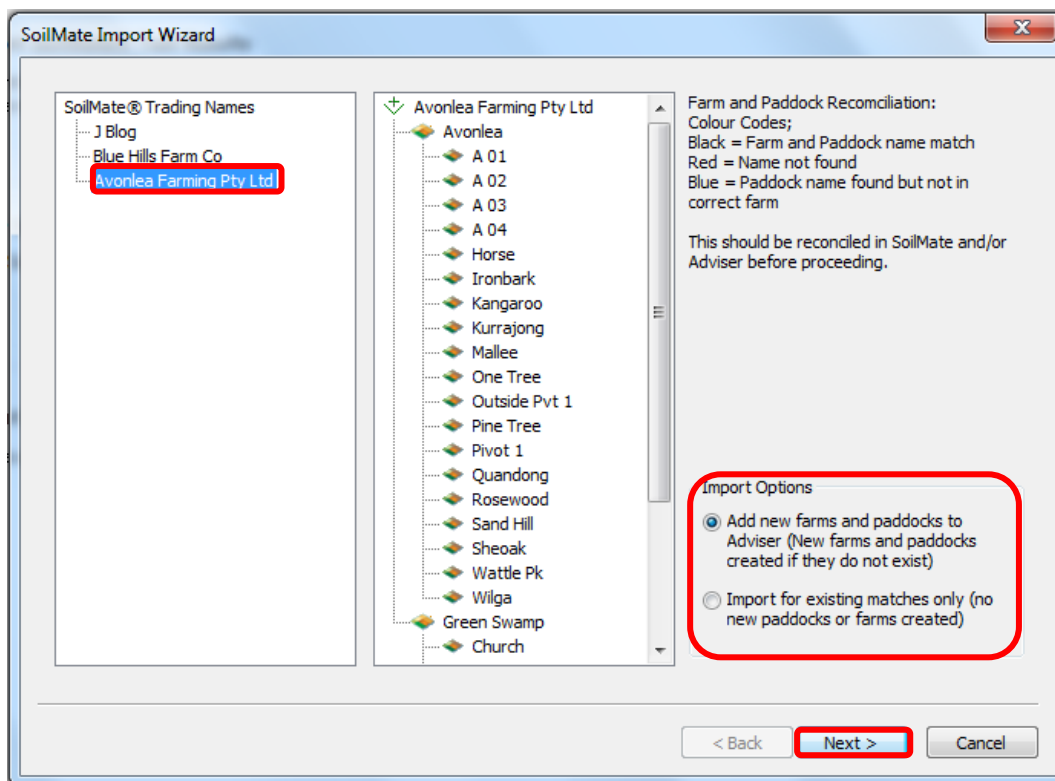 SoilMate Import Wizard
SoilMate® Trading Names
J Blog
Blue Hills Farm Co
Avonlea Farming Pty Ltd
Avonlea Farming Pty Ltd
Avonlea
A 01
A 02
A 03
A 04
Horse
Ironbark
Kangaroo
Kurrajong
Mallee
One Tree
Outside Pvt 1
Pine Tree
Pivot 1
Quandong
Rosewood
Sand Hill
Sheoak
Wattle Pk
Wilga
Green Swamp
Church
Farm and Paddock Reconciliation:
Colour Codes;
Black = Farm and Paddock name match
Red = Name not found
Blue = Paddock name found but not in
correct farm
This should be reconciled in SoilMate and/or
Adviser before proceeding.
Import Options
Add new farms and paddocks to
Adviser (New farms and paddocks
created if they do not exist)
Import for existing matches only (no
new paddocks or farms created)
< Back
Next >
Cancel